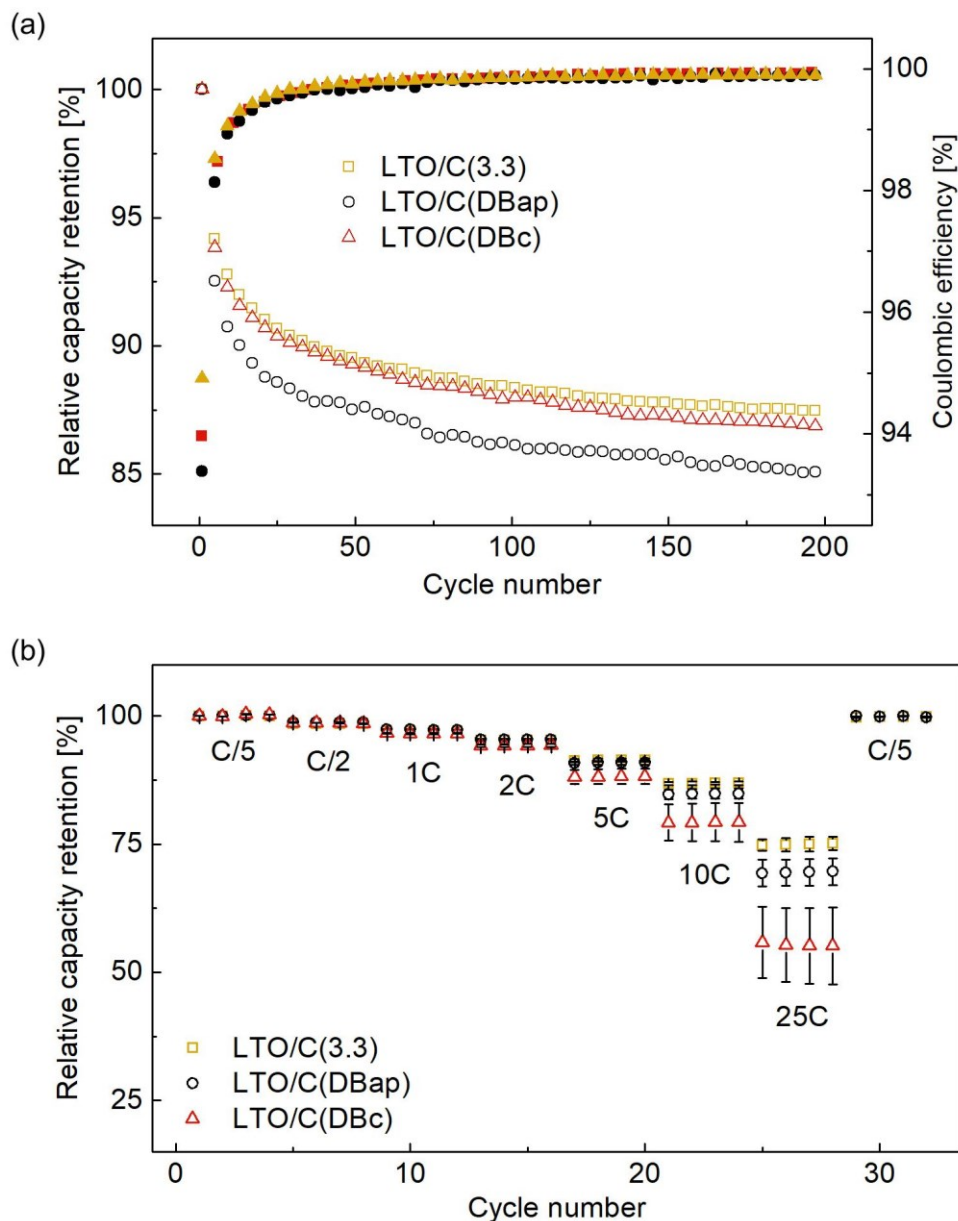 (a)
100
95
90
85
Relative capacity retention [%]
100
98
96
94
Coulombic efficiency [%]
LTO/C(3.3)
LTO/C(DBap)
LTO/C(DBc)
0 50 100 150 200
Cycle number
(b)
100
75
50
25
Relative capacity retention [%]
C/5
C/2
1C
2C
5C
10C
25C
C/5
LTO/C(3.3)
LTO/C(DBap)
LTO/C(DBc)
0 10 20 30
Cycle number